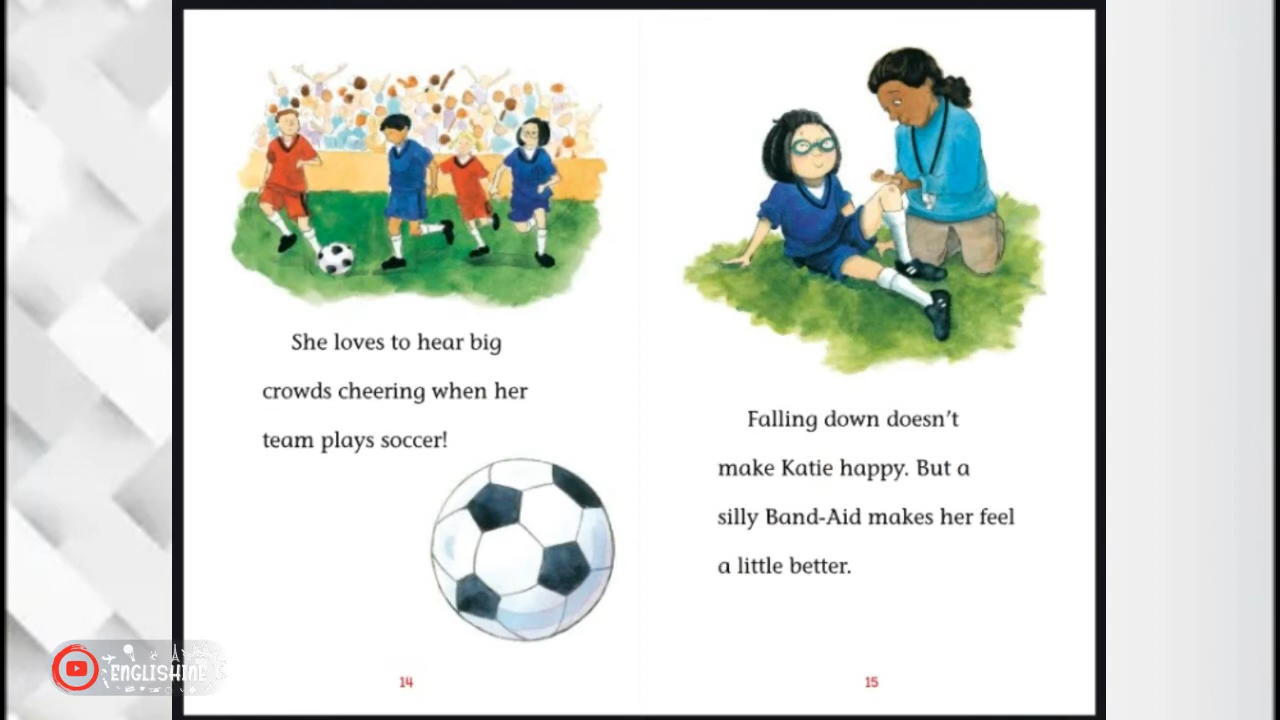 She loves to hear big
crowds cheering when her
team plays soccer!
14
Falling down doesn't
make Katie happy. But a
silly Band-Aid makes her feel
a little better.
15
ENGLISHINE